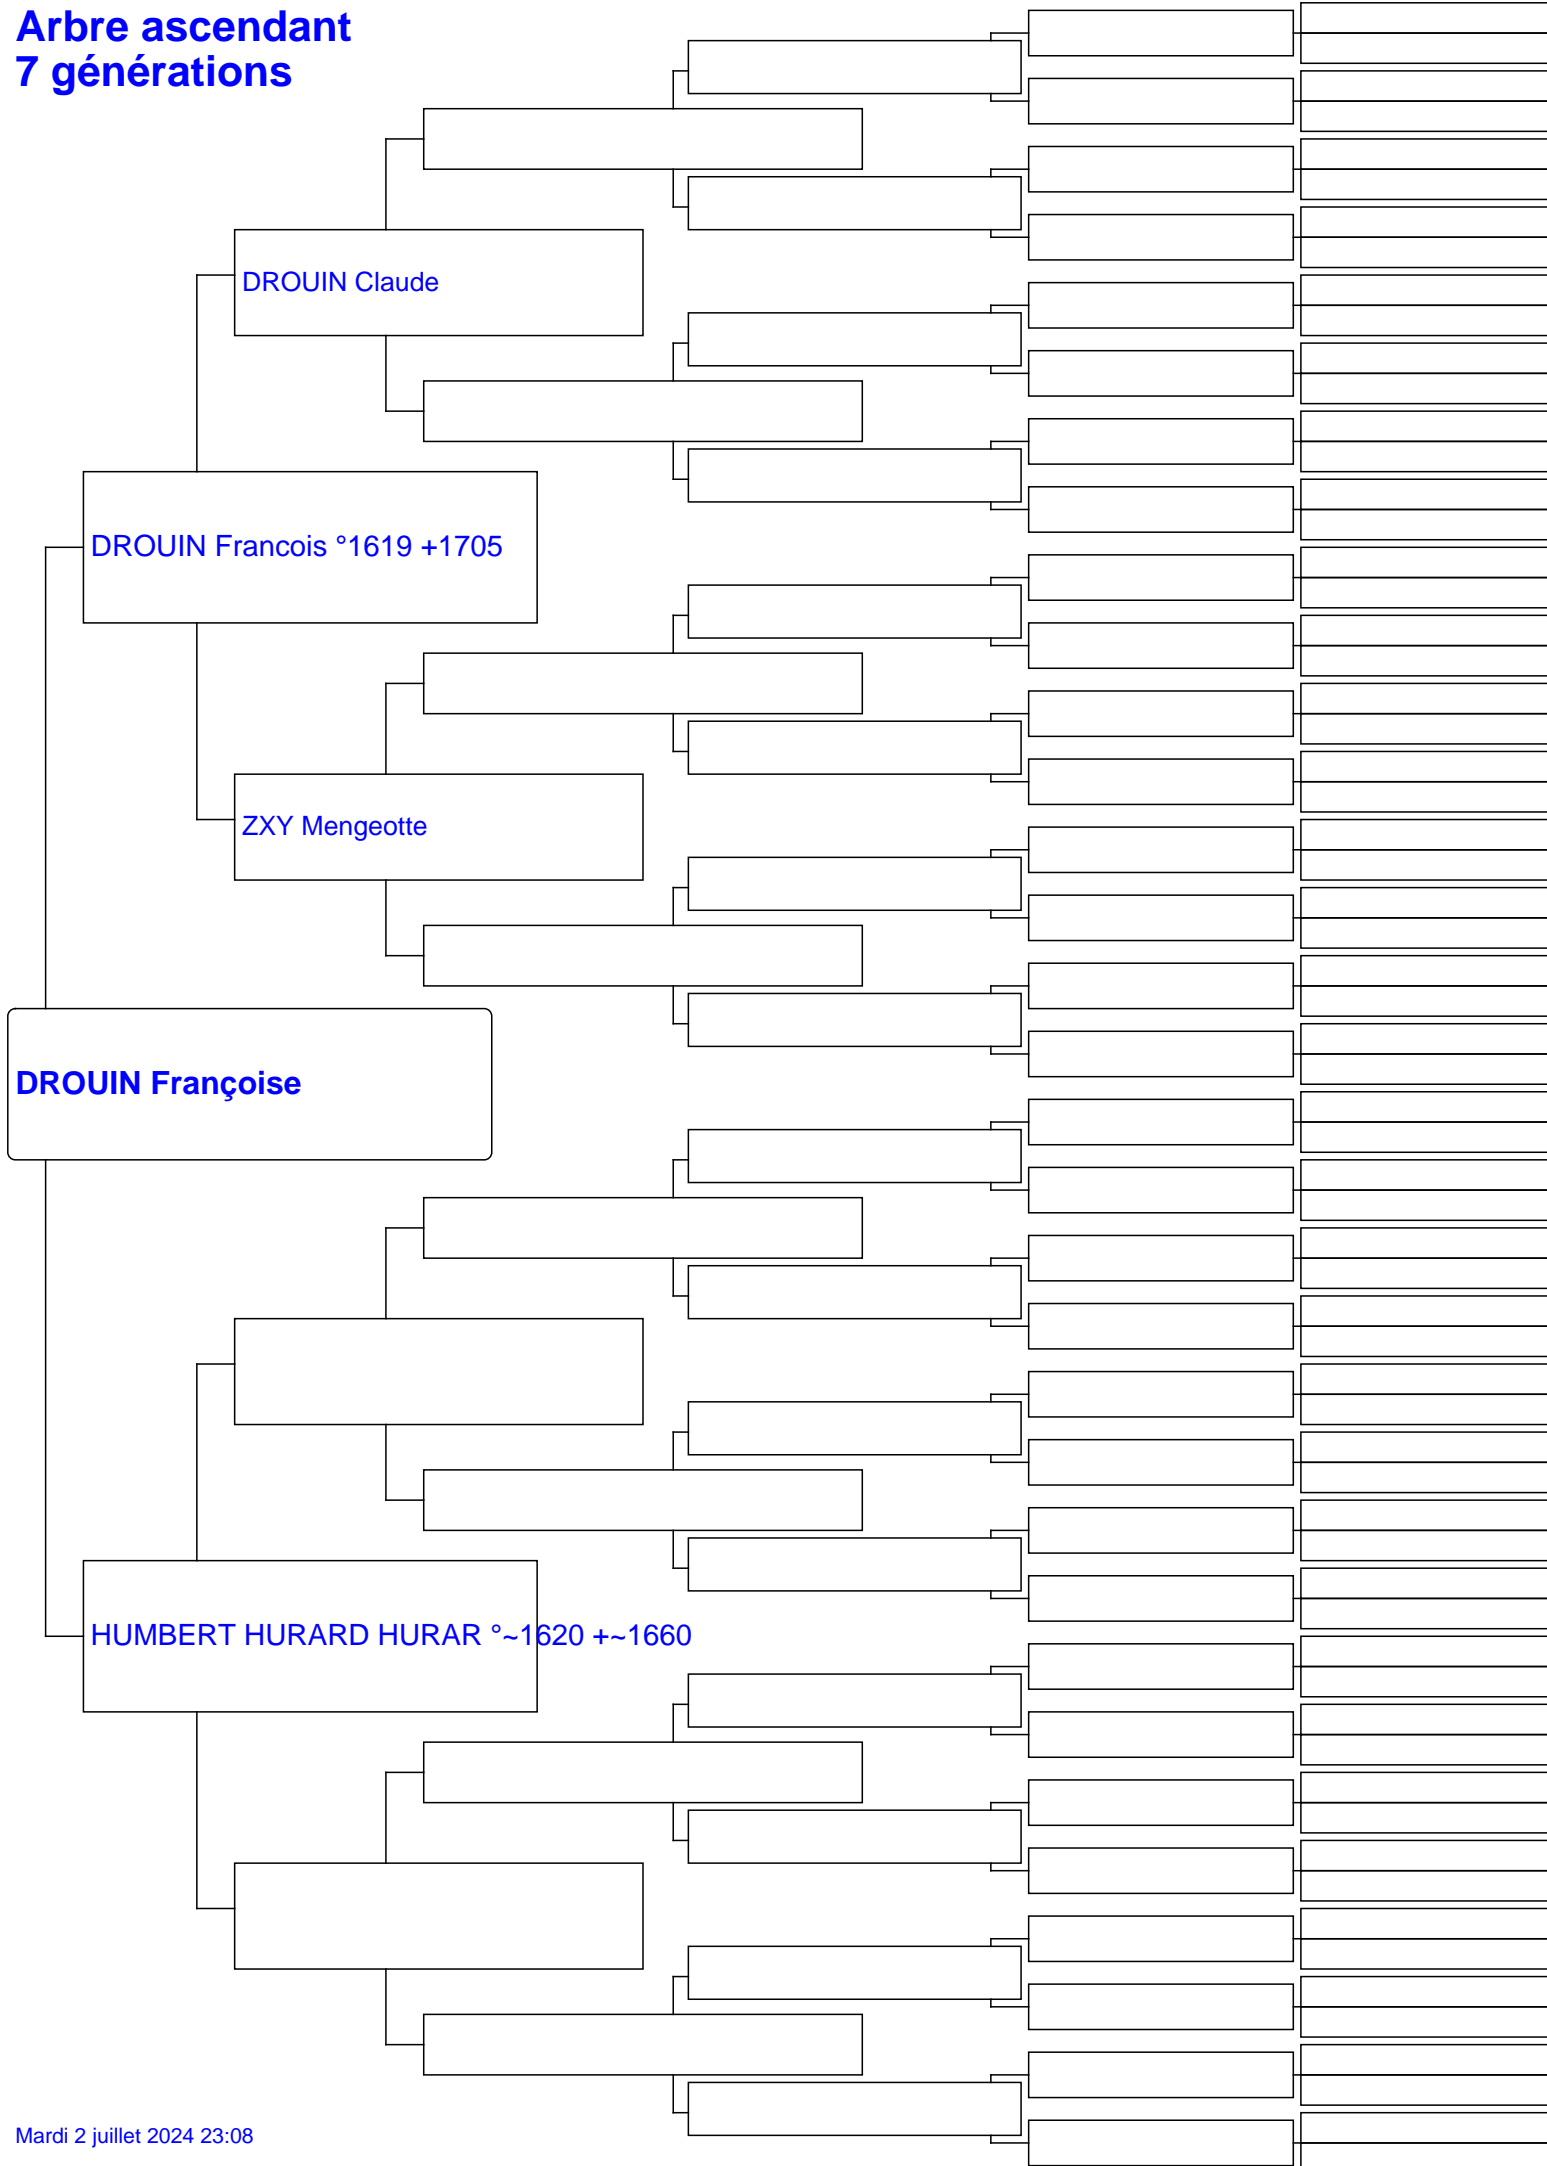 Arbre ascendant
7 générations
DROUIN Claude
DROUIN Francois °1619 +1705
ZXY Mengeotte
DROUIN Françoise
HUMBERT HURARD HURAR °~1620 +~1660
Mardi 2 juillet 2024 23:08